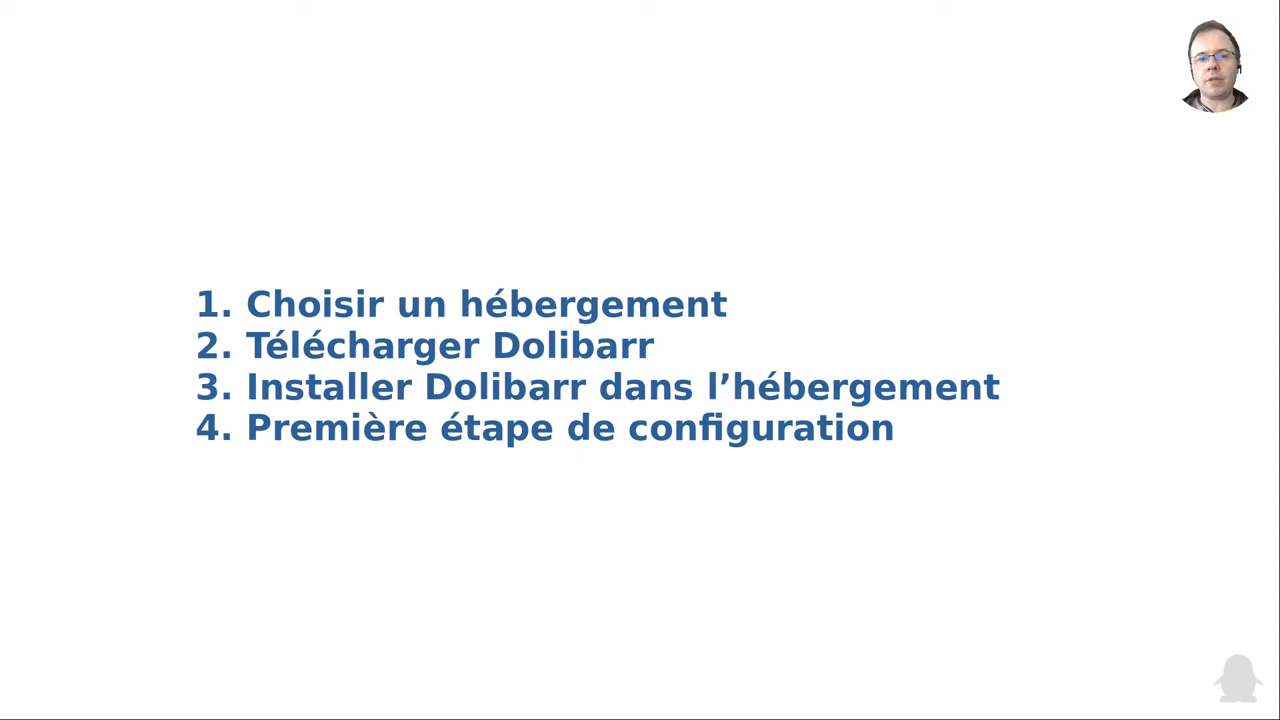 1. Choisir un hébergement
2. Télécharger Dolibarr
3. Installer Dolibarr dans l’hébergement
4. Première étape de configuration